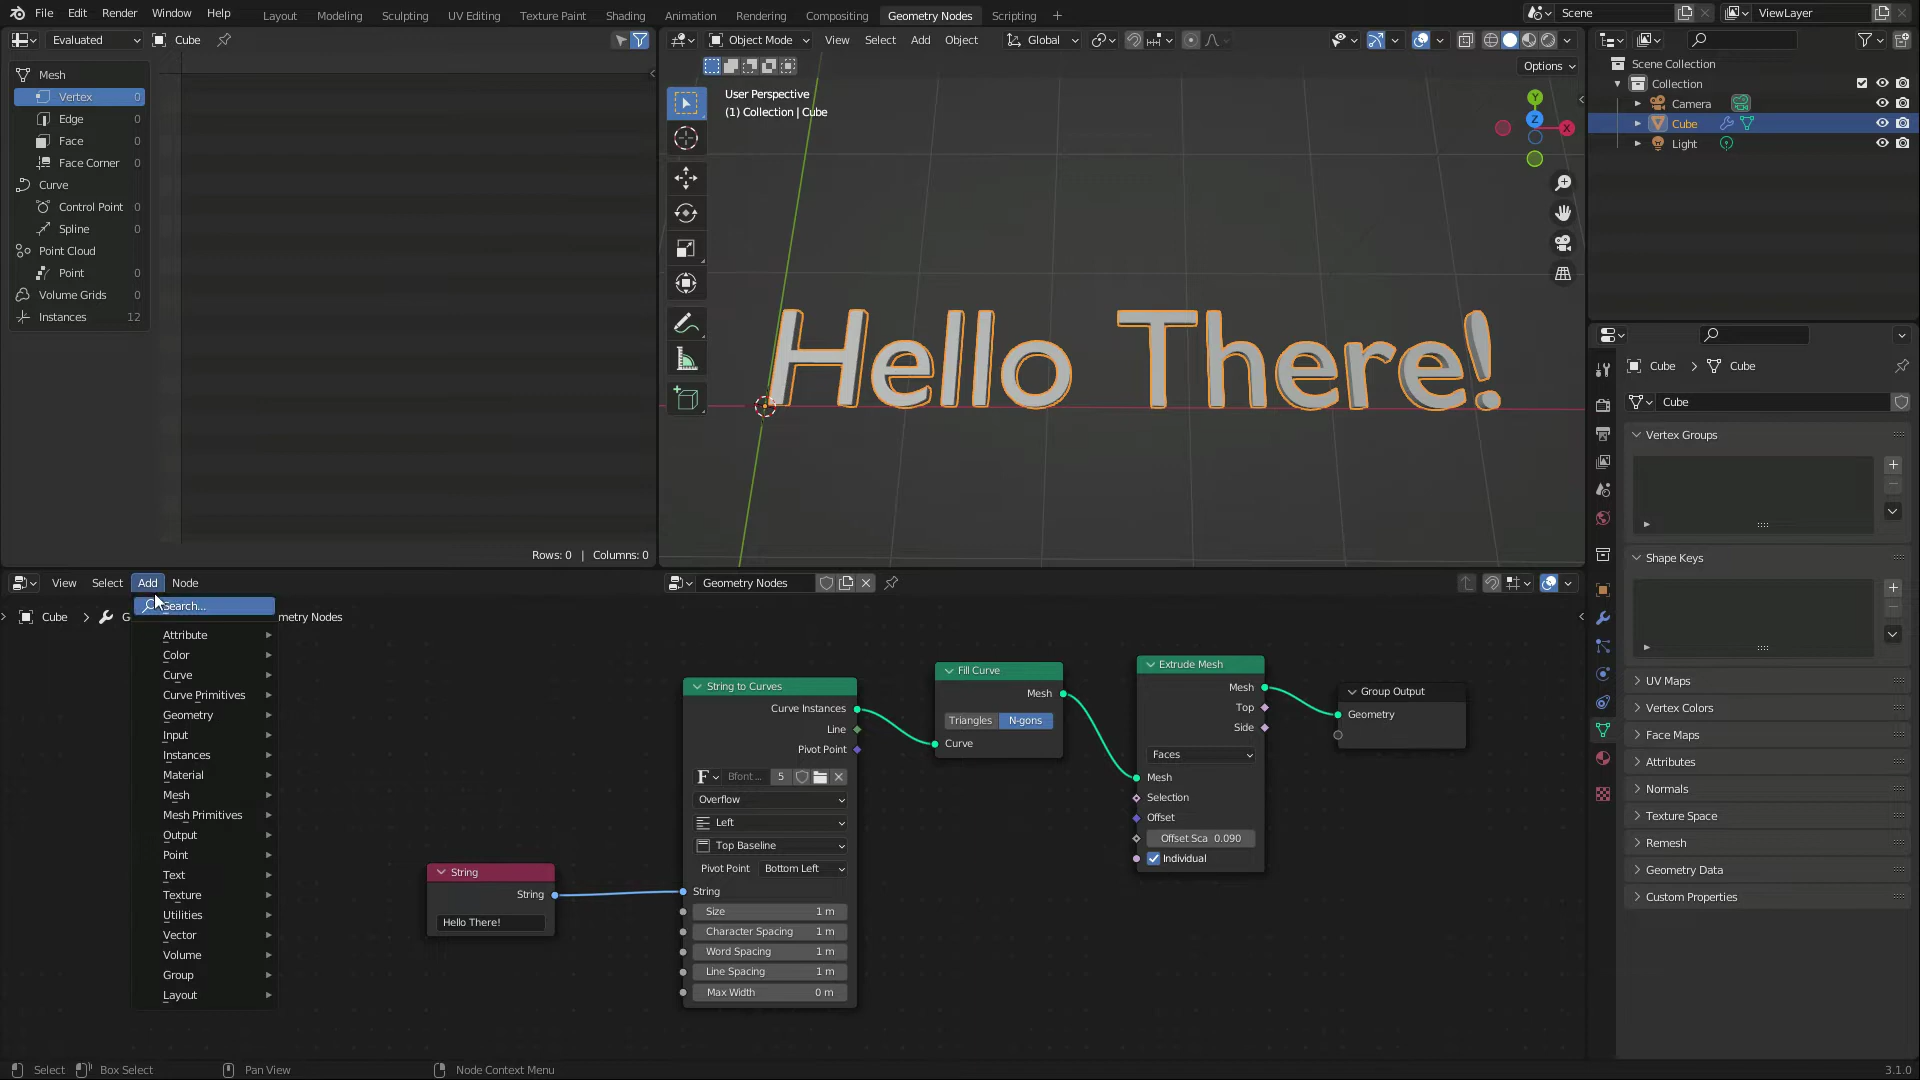 File Edit Render Window Help Layout Modeling Sculpting UV Editing Texture Paint Shading Animation Rendering Compositing Geometry Nodes Scripting + Scene ViewLayer
Evaluated Cube
Object Mode View Select Add Object Global
Options
Mesh
Vertex 0
Edge 0
Face 0
Face Corner 0
Curve
Control Point 0
Spline 0
Point Cloud
Point 0
Volume Grids 0
Instances 12
Rows: 0 | Columns: 0
User Perspective
(1) Collection | Cube
Y
Z
X
Hello There!
Scene Collection
Collection
Camera
Cube
Light
Cube > Cube
Cube
Vertex Groups
Shape Keys
UV Maps
Vertex Colors
Face Maps
Attributes
Normals
Texture Space
Remesh
Geometry Data
Custom Properties
View Select Add Node Geometry Nodes
Cube > G metry Nodes
Search...
Attribute
Color
Curve
Curve Primitives
Geometry
Input
Instances
Material
Mesh
Mesh Primitives
Output
Point
Text
Texture
Utilities
Vector
Volume
Group
Layout
String
String
Hello There!
String to Curves
Curve Instances
Line
Pivot Point
F Bfont ... 5
Overflow
Left
Top Baseline
Pivot Point Bottom Left
String
Size 1 m
Character Spacing 1 m
Word Spacing 1 m
Line Spacing 1 m
Max Width 0 m
Fill Curve
Mesh
Triangles N-gons
Curve
Extrude Mesh
Mesh
Top
Side
Faces
Mesh
Selection
Offset
Offset Sca 0.090
Individual
Group Output
Geometry
Select Box Select Pan View Node Context Menu 3.1.0